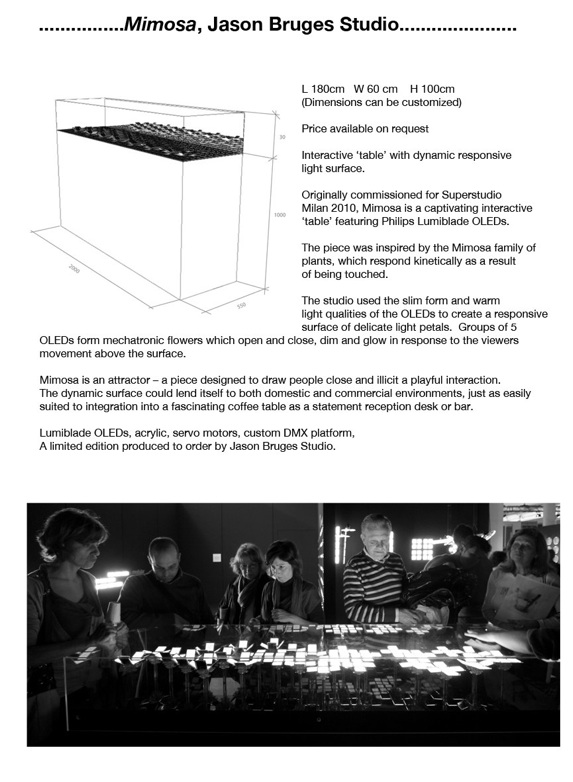 ................Mimosa, Jason Bruges Studio......................
L 180cm W 60 cm H 100cm
(Dimensions can be customized)
Price available on request
Interactive ‘table’ with dynamic responsive
light surface.
Originally commissioned for Superstudio
Milan 2010, Mimosa is a captivating interactive
‘table’ featuring Philips Lumiblade OLEDs.
The piece was inspired by the Mimosa family of
plants, which respond kinetically as a result
of being touched.
The studio used the slim form and warm
light qualities of the OLEDs to create a responsive
surface of delicate light petals. Groups of 5
OLEDs form mechatronic flowers which open and close, dim and glow in response to the viewers
movement above the surface.
Mimosa is an attractor – a piece designed to draw people close and illicit a playful interaction.
The dynamic surface could lend itself to both domestic and commercial environments, just as easily
suited to integration into a fascinating coffee table as a statement reception desk or bar.
Lumiblade OLEDs, acrylic, servo motors, custom DMX platform,
A limited edition produced to order by Jason Bruges Studio.
1000
2000
550